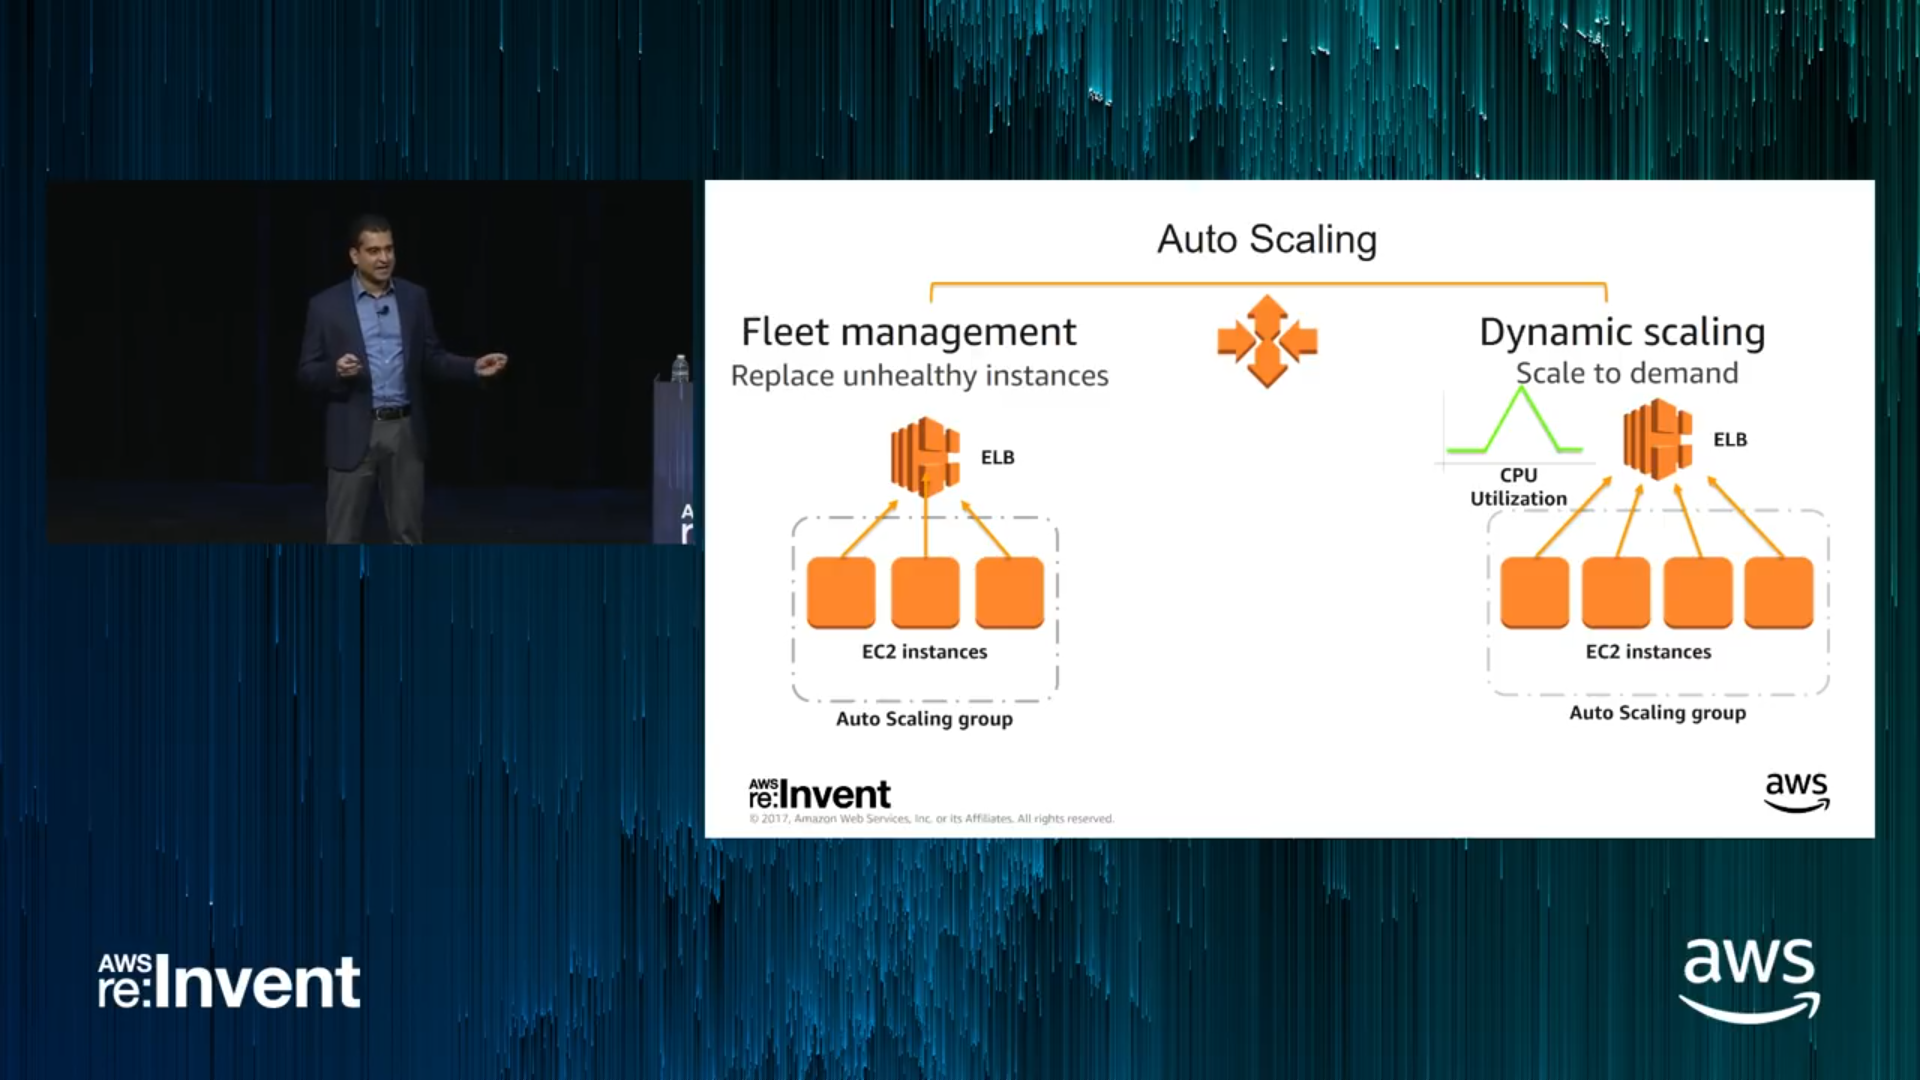 Auto Scaling
Fleet management
Replace unhealthy instances
ELB
EC2 instances
Auto Scaling group
Dynamic scaling
Scale to demand
CPU
Utilization
ELB
EC2 instances
Auto Scaling group
AWS
re:Invent
© 2017, Amazon Web Services, Inc. or its Affiliates. All rights reserved.
aws
A
r
AWS
re:Invent
aws